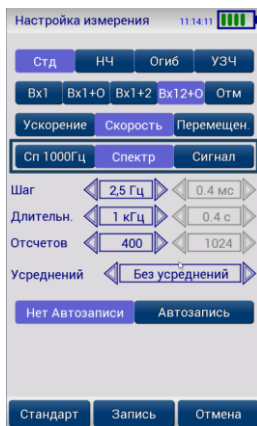 Настройка измерения 11:14:11
Стд НЧ Огиб УЗЧ
Вх1 Вх1+О Вх1+2 Вх12+О Отм
Ускорение Скорость Перемещен.
Сп 1000Гц Спектр Сигнал
Шаг 2,5 Гц 0.4 мс
Длительн. 1 кГц 0.4 с
Отсчетов 400 1024
Усреднений Без усреднений
Нет Автозаписи Автозапись
Стандарт Запись Отмена